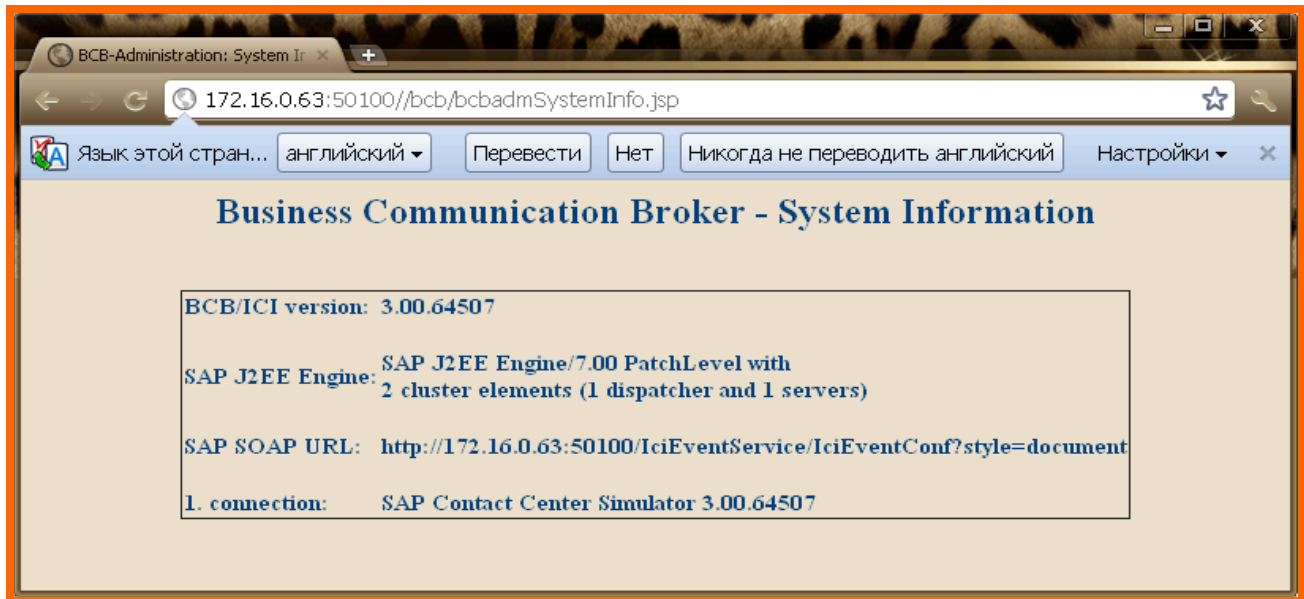 BCB-Administration: System Ir
172.16.0.63:50100//bcb/bcbadmSystemInfo.jsp
Язык этой стран... английский Перевести Нет Никогда не переводить английский Настройки
Business Communication Broker - System Information
BCB/ICI version: 3.00.64507
SAP J2EE Engine: SAP J2EE Engine/7.00 PatchLevel with
2 cluster elements (1 dispatcher and 1 servers)
SAP SOAP URL: http://172.16.0.63:50100/IciEventService/IciEventConf?style=document
1. connection: SAP Contact Center Simulator 3.00.64507